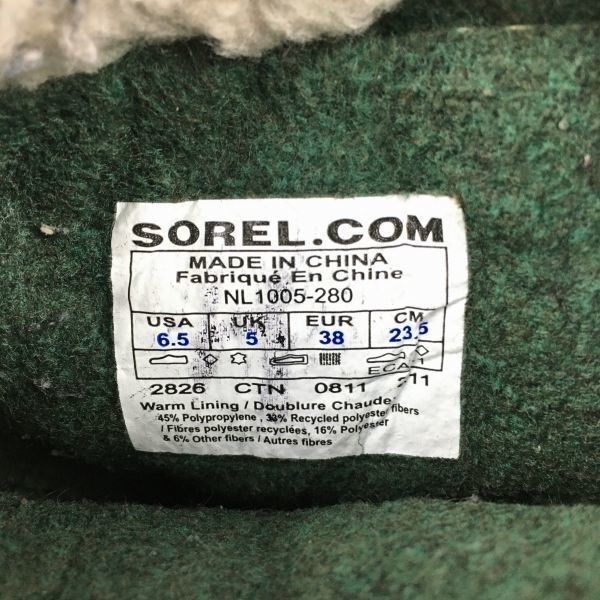 SOREL.COM
MADE IN CHINA
Fabriqué En Chine
NL1005-280
USA UK EUR CM
6.5 5 38 23.5
2826 CTN 0811 211
Warm Lining / Doublure Chaude
45% Polypropylene , 33% Recycled polyester fibers
/ Fibres polyester recyclées, 16% Polyester
& 6% Other fibers / Autres fibres